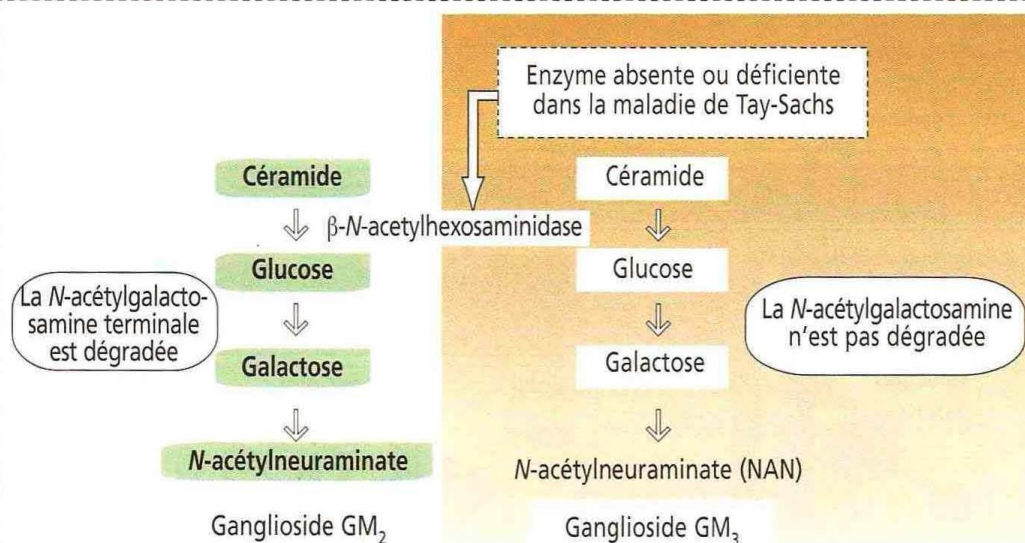 Enzyme absente ou déficiente
dans la maladie de Tay-Sachs
Céramide
Céramide
β-N-acetylhexosaminidase
Glucose
Glucose
La N-acétylgalacto-
samine terminale
est dégradée
La N-acétylgalactosamine
n'est pas dégradée
Galactose
Galactose
N-acétylneuraminate
N-acétylneuraminate (NAN)
Ganglioside GM₂
Ganglioside GM₃